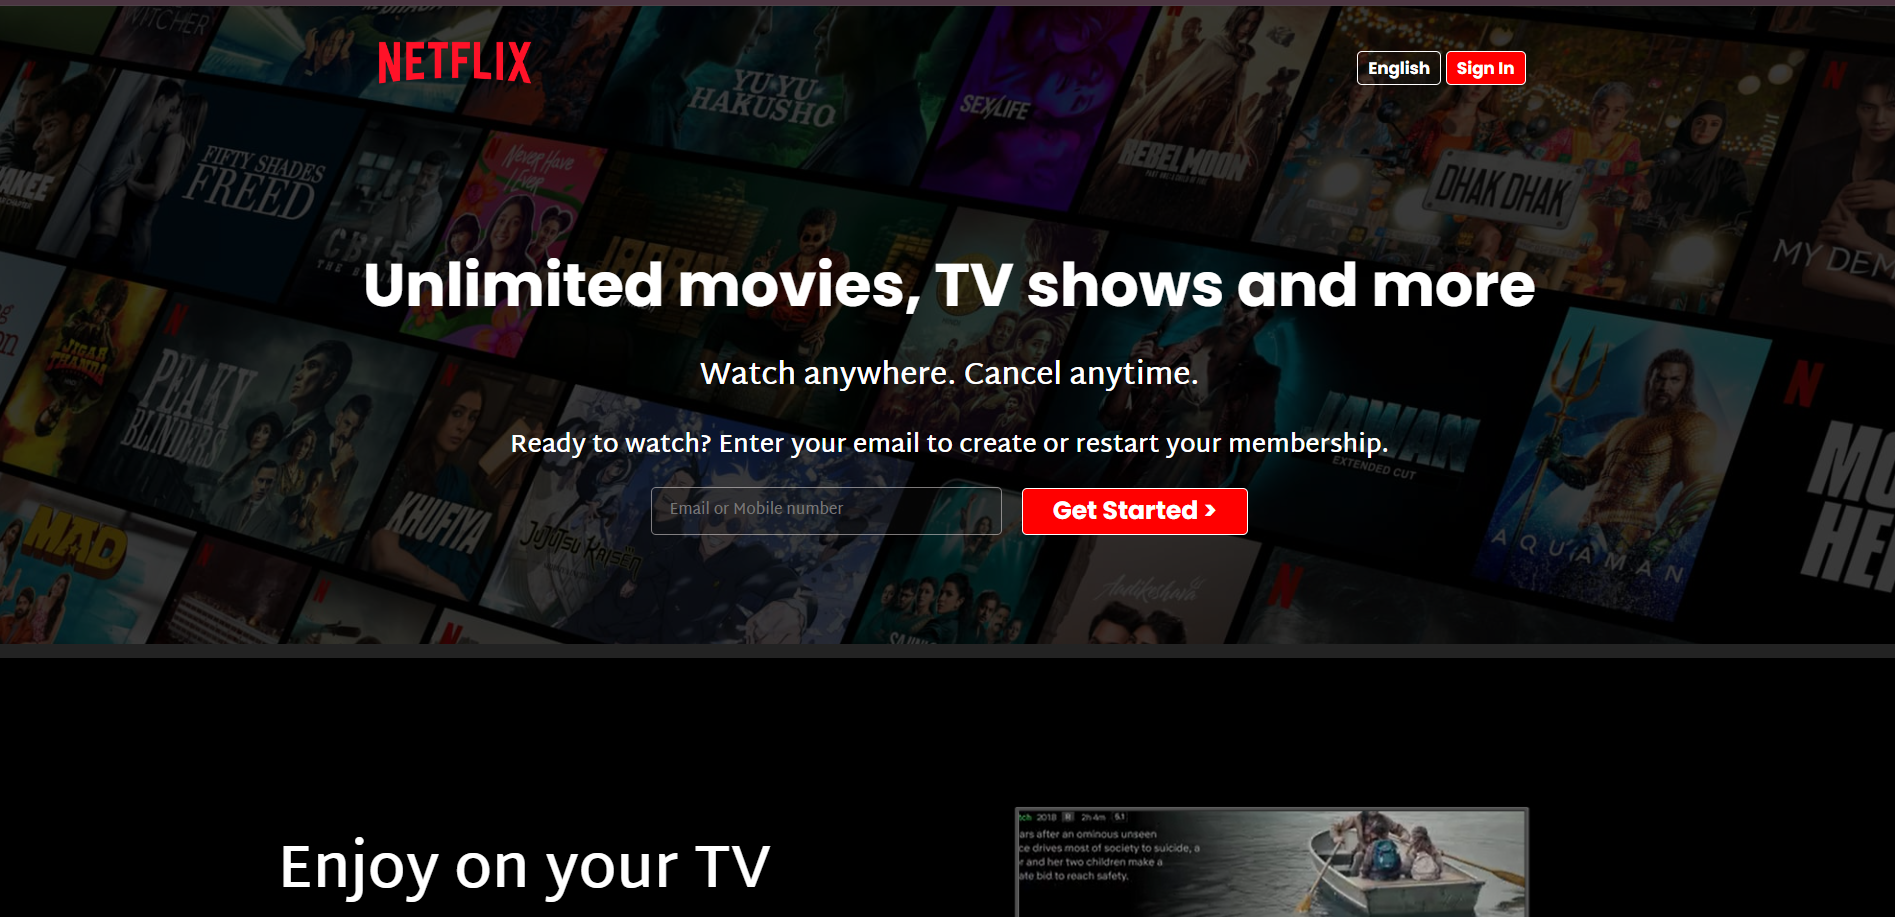 WITCHER
NETFLIX
English
Sign In
YU YU
HAKUSHO
SEX/LIFE
REBEL MOON
DHAK DHAK
FIFTY SHADES
FREED
Never Have
I Ever
MY DEM
Unlimited movies, TV shows and more
JIGAR
THANDA
PEAKY
BLINDERS
Watch anywhere. Cancel anytime.
EXTENDED CUT
Ready to watch? Enter your email to create or restart your membership.
Email or Mobile number
Get Started >
MAD
KHUFIYA
JUJUTSU KAISEN
AQUAMAN
Aadikeshava
Enjoy on your TV
tch 2018 R 2h 4m 5.1
ars after an ominous unseen
ce drives most of society to suicide, a
r and her two children make a
ate bid to reach safety.